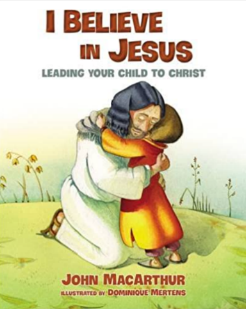 I BELIEVE
IN JESUS
LEADING YOUR CHILD TO CHRIST
JOHN MACARTHUR
ILLUSTRATED BY DOMINIQUE MERTENS